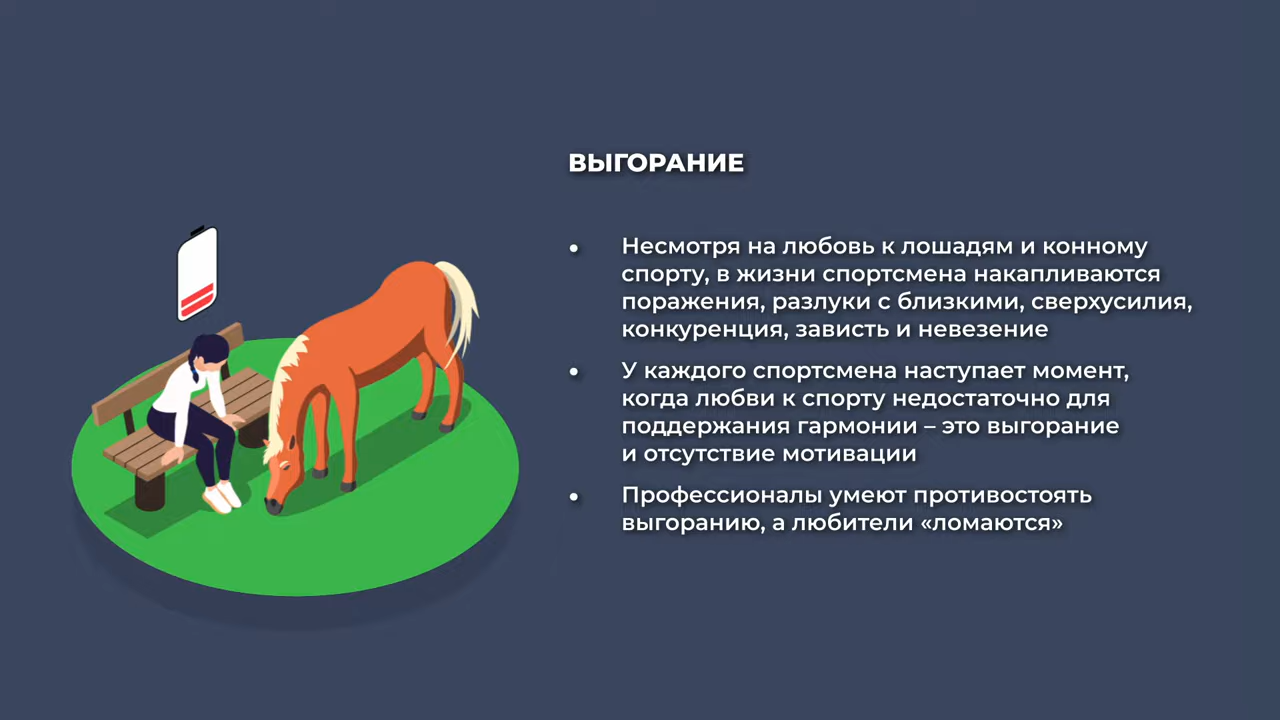 ВЫГОРАНИЕ
• Несмотря на любовь к лошадям и конному
спорту, в жизни спортсмена накапливаются
поражения, разлуки с близкими, сверхусилия,
конкуренция, зависть и невезение
• У каждого спортсмена наступает момент,
когда любви к спорту недостаточно для
поддержания гармонии – это выгорание
и отсутствие мотивации
• Профессионалы умеют противостоять
выгоранию, а любители «ломаются»